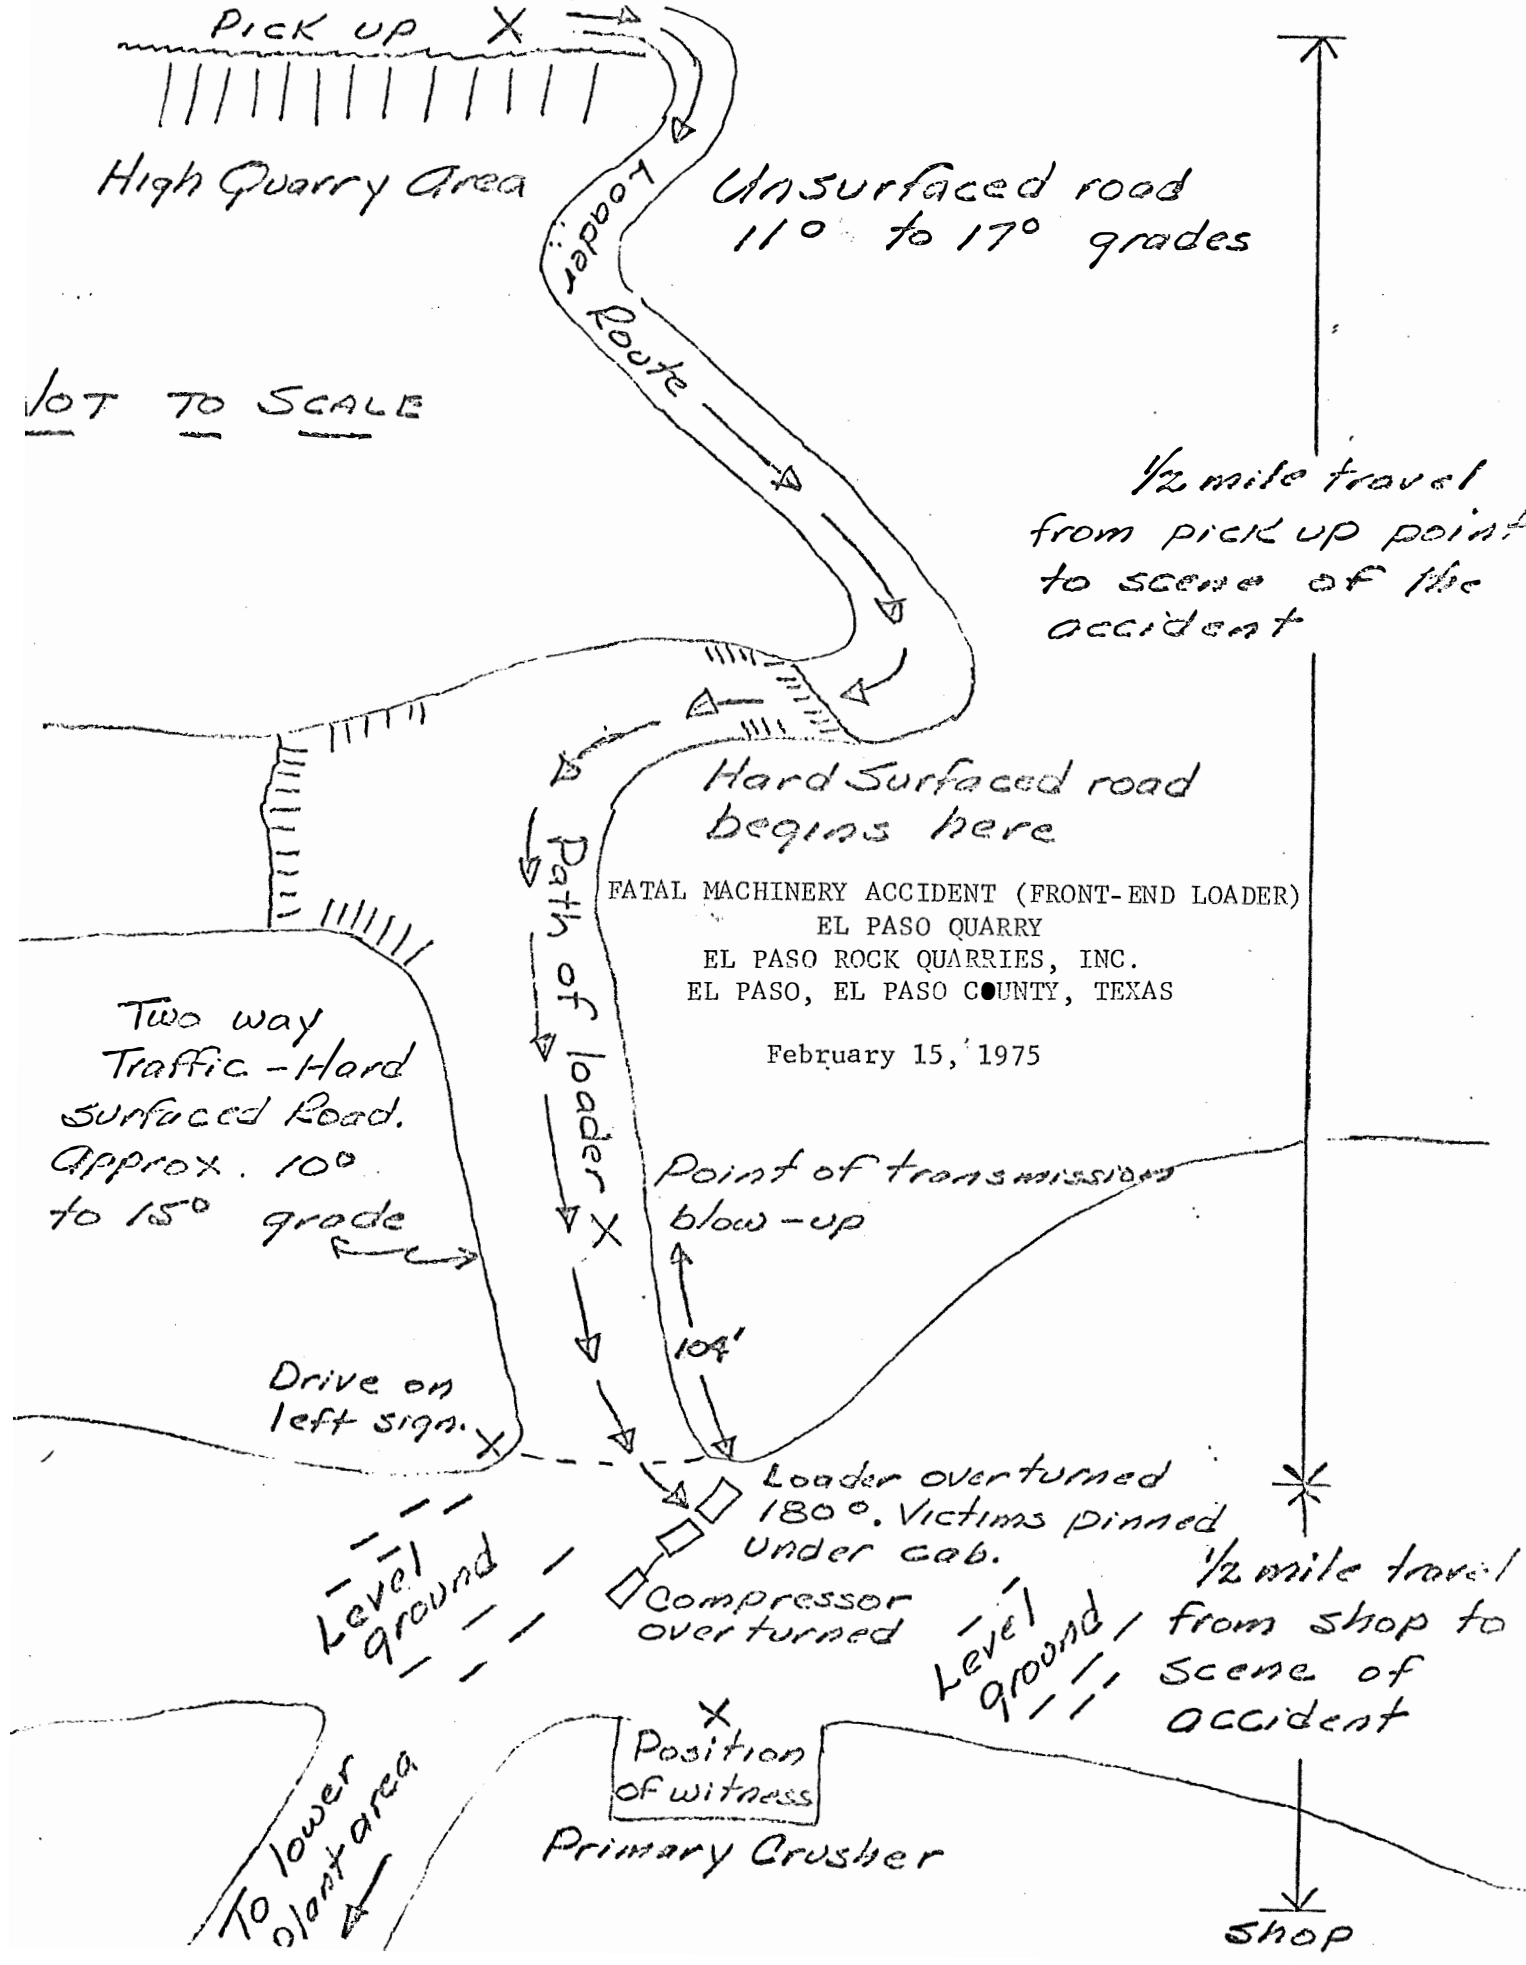 PICK UP X
High Quarry Area
Loader Route
Unsurfaced road
11° to 17° grades
NOT TO SCALE
1/2 mile travel
from pick up point
to scene of the
accident
Hard Surfaced road
begins here
FATAL MACHINERY ACCIDENT (FRONT-END LOADER)
EL PASO QUARRY
EL PASO ROCK QUARRIES, INC.
EL PASO, EL PASO COUNTY, TEXAS
February 15, 1975
Path of loader X
Two way
Traffic - Hard
surfaced Road.
Approx. 10°
to 15° grade
Point of transmission
blow-up
104'
Drive on
left sign. X
Loader overturned
180°. Victims pinned
under cab.
Compressor
overturned
Level
ground
Level
ground
1/2 mile travel
from shop to
scene of
accident
X
Position
of witness
Primary Crusher
To lower
plant area
shop